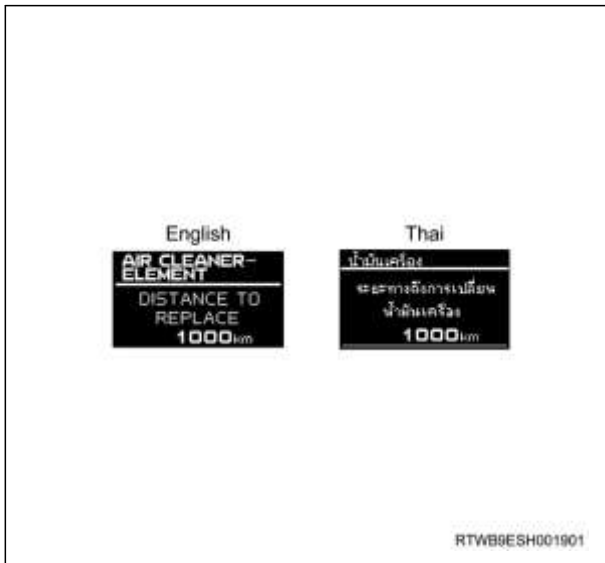 English
AIR CLEANER-
ELEMENT
DISTANCE TO
REPLACE
1000km
Thai
น้ำมันเครื่อง
ระยะทางถึงการเปลี่ยน
น้ำมันเครื่อง
1000km
RTWB9ESH001901